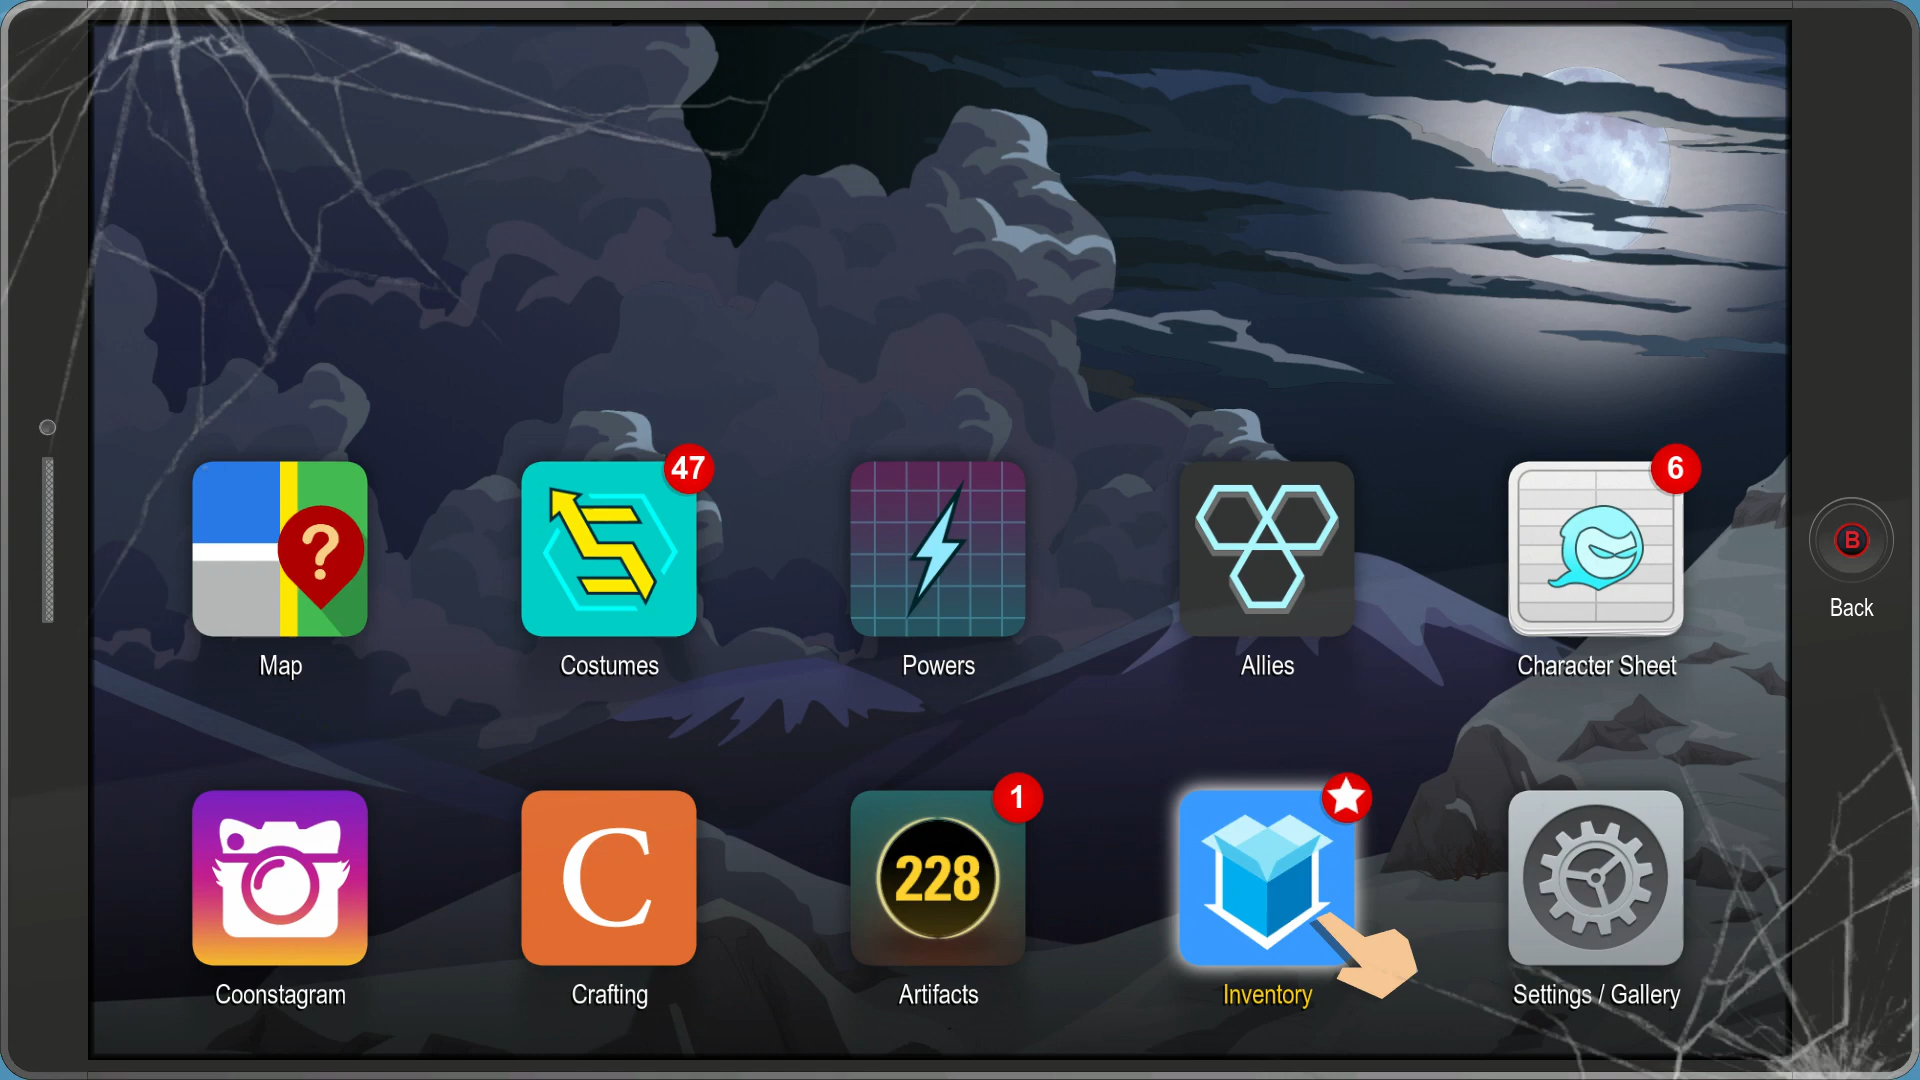 47
6
?
B
Back
Map
Costumes
Powers
Allies
Character Sheet
1
C
228
Coonstagram
Crafting
Artifacts
Inventory
Settings / Gallery